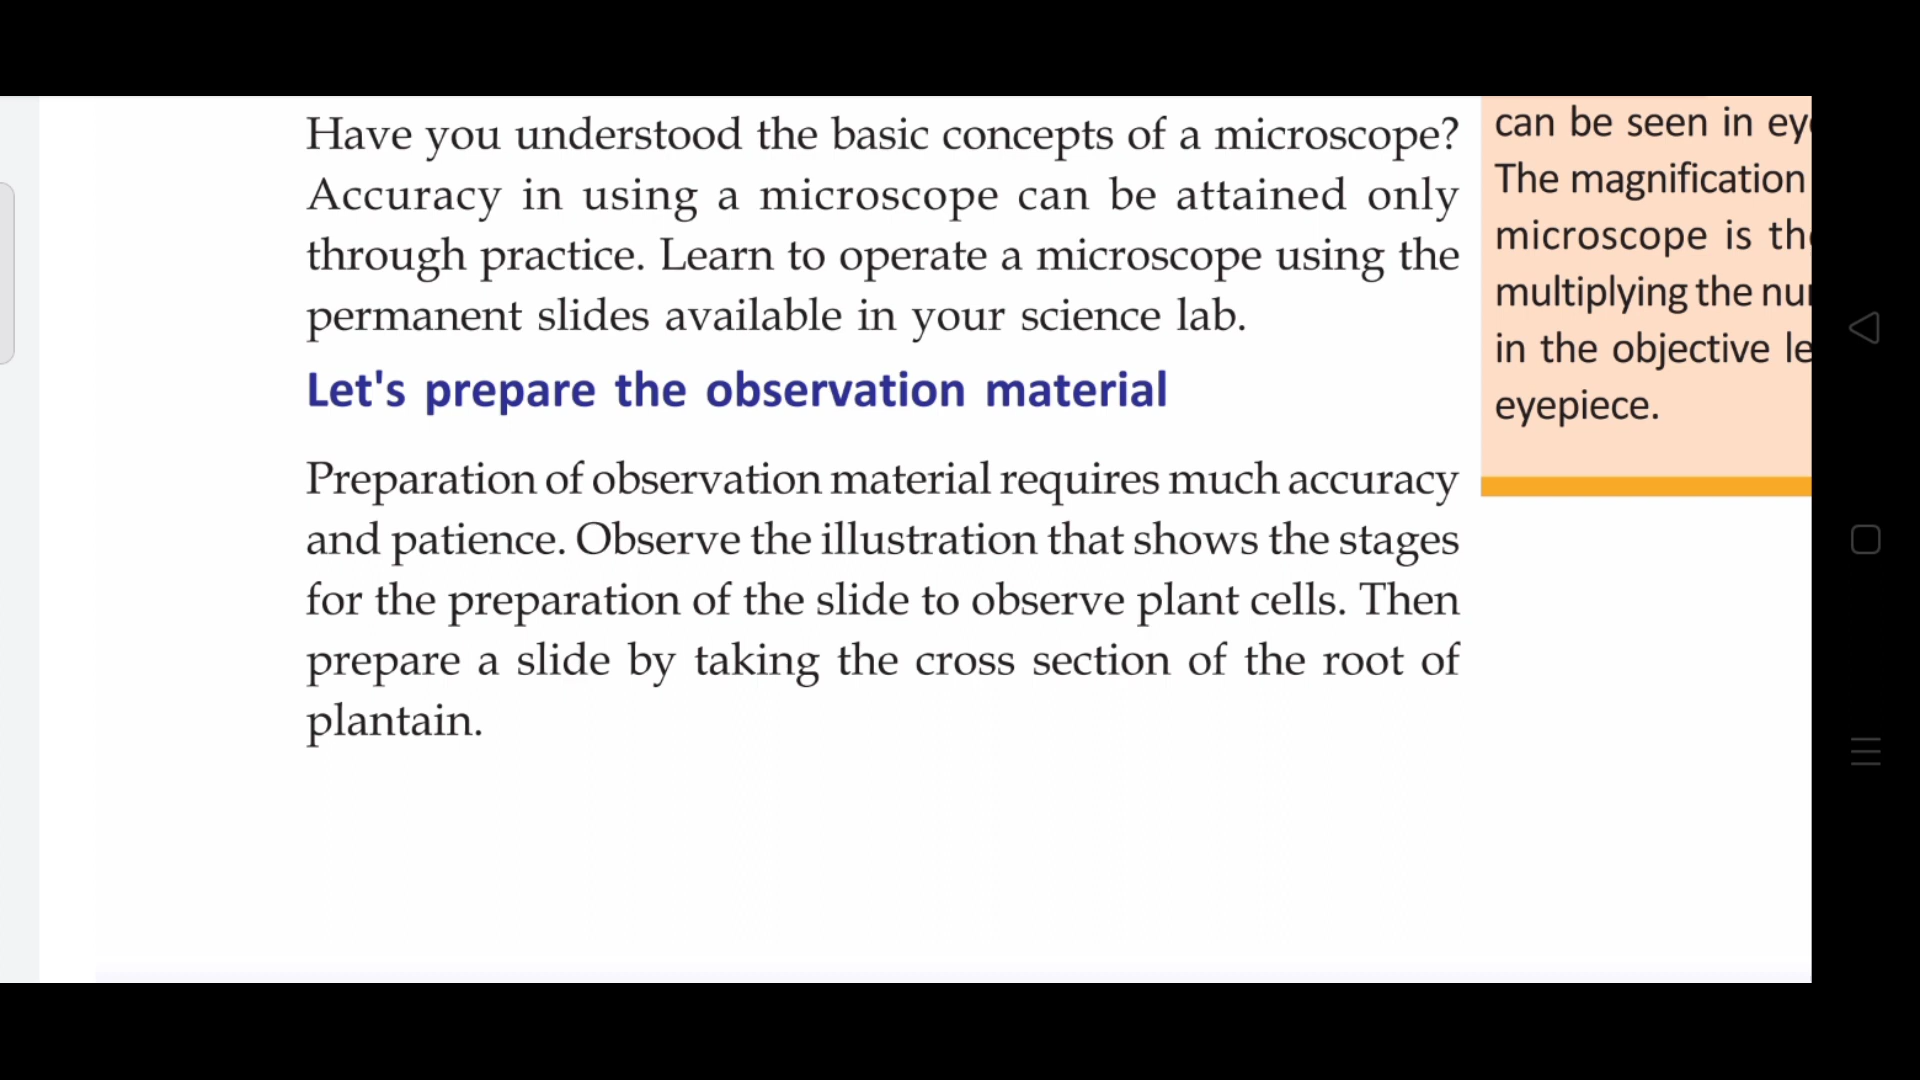 Have you understood the basic concepts of a microscope?
Accuracy in using a microscope can be attained only
through practice. Learn to operate a microscope using the
permanent slides available in your science lab.
Let's prepare the observation material
Preparation of observation material requires much accuracy
and patience. Observe the illustration that shows the stages
for the preparation of the slide to observe plant cells. Then
prepare a slide by taking the cross section of the root of
plantain.
can be seen in
The magnification
microscope is
multiplying the
in the objective
eyepiece.